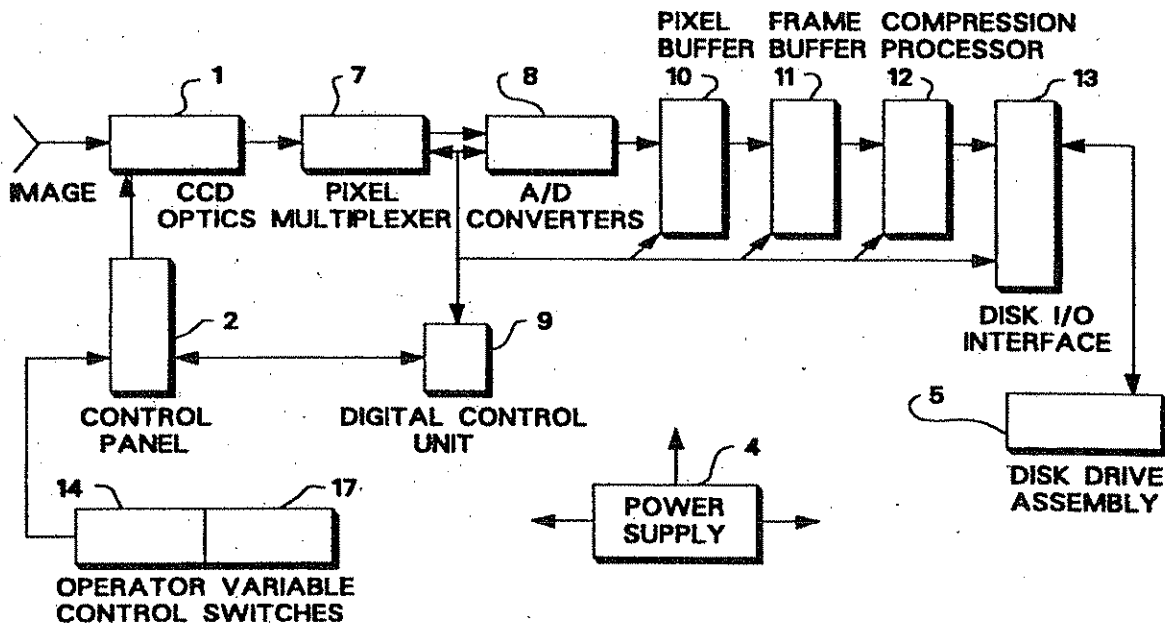 PIXEL FRAME COMPRESSION
BUFFER BUFFER PROCESSOR
1 7 8 10 11 12 13
IMAGE
CCD
OPTICS
PIXEL
MULTIPLEXER
A/D
CONVERTERS
2
9
DISK I/O
INTERFACE
CONTROL
PANEL
DIGITAL CONTROL
UNIT
5
4
DISK DRIVE
ASSEMBLY
14 17
POWER
SUPPLY
OPERATOR VARIABLE
CONTROL SWITCHES